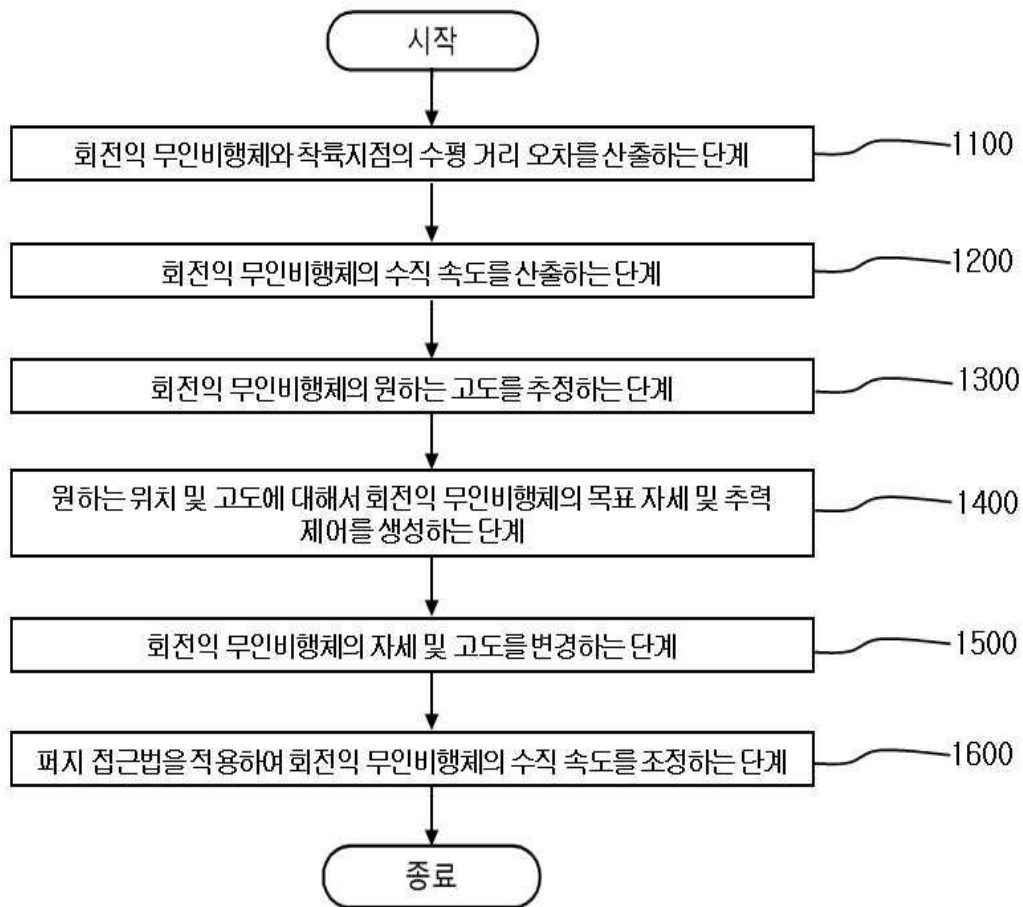 시작
회전익 무인비행체와 착륙지점의 수평 거리 오차를 산출하는 단계
1100
회전익 무인비행체의 수직 속도를 산출하는 단계
1200
회전익 무인비행체의 원하는 고도를 추정하는 단계
1300
원하는 위치 및 고도에 대해서 회전익 무인비행체의 목표 자세 및 추력
제어를 생성하는 단계
1400
회전익 무인비행체의 자세 및 고도를 변경하는 단계
1500
퍼지 접근법을 적용하여 회전익 무인비행체의 수직 속도를 조정하는 단계
1600
종료